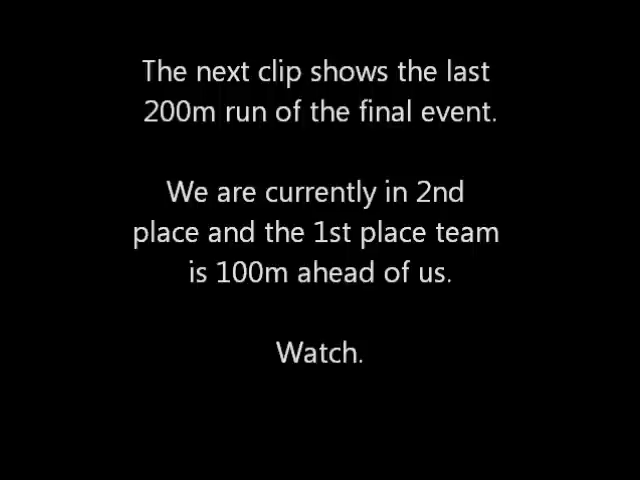 The next clip shows the last
200m run of the final event.
We are currently in 2nd
place and the 1st place team
is 100m ahead of us.
Watch.